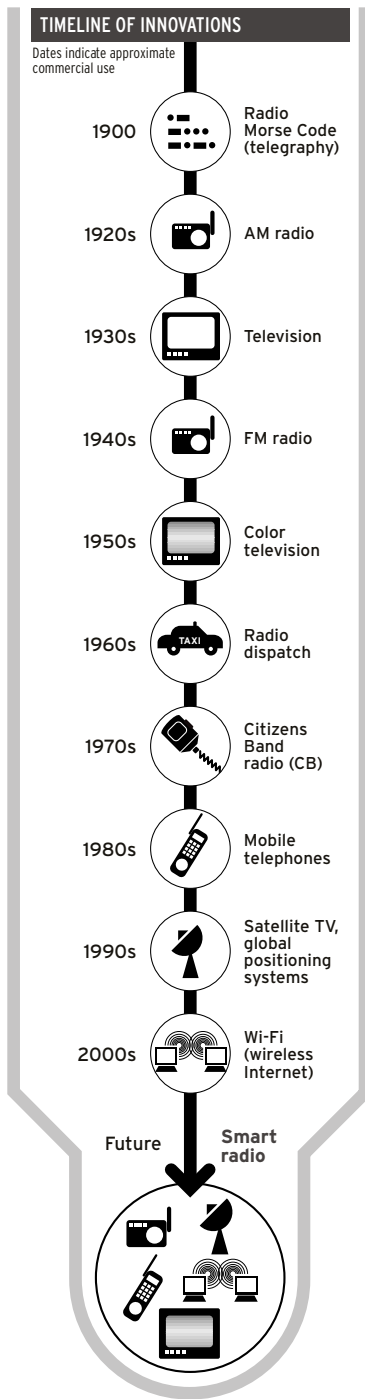 TIMELINE OF INNOVATIONS
Dates indicate approximate
commercial use
1900
Radio
Morse Code
(telegraphy)
1920s
AM radio
1930s
Television
1940s
FM radio
1950s
Color
television
1960s
TAXI
Radio
dispatch
1970s
Citizens
Band
radio (CB)
1980s
Mobile
telephones
1990s
Satellite TV,
global
positioning
systems
2000s
Wi-Fi
(wireless
Internet)
Future
Smart
radio